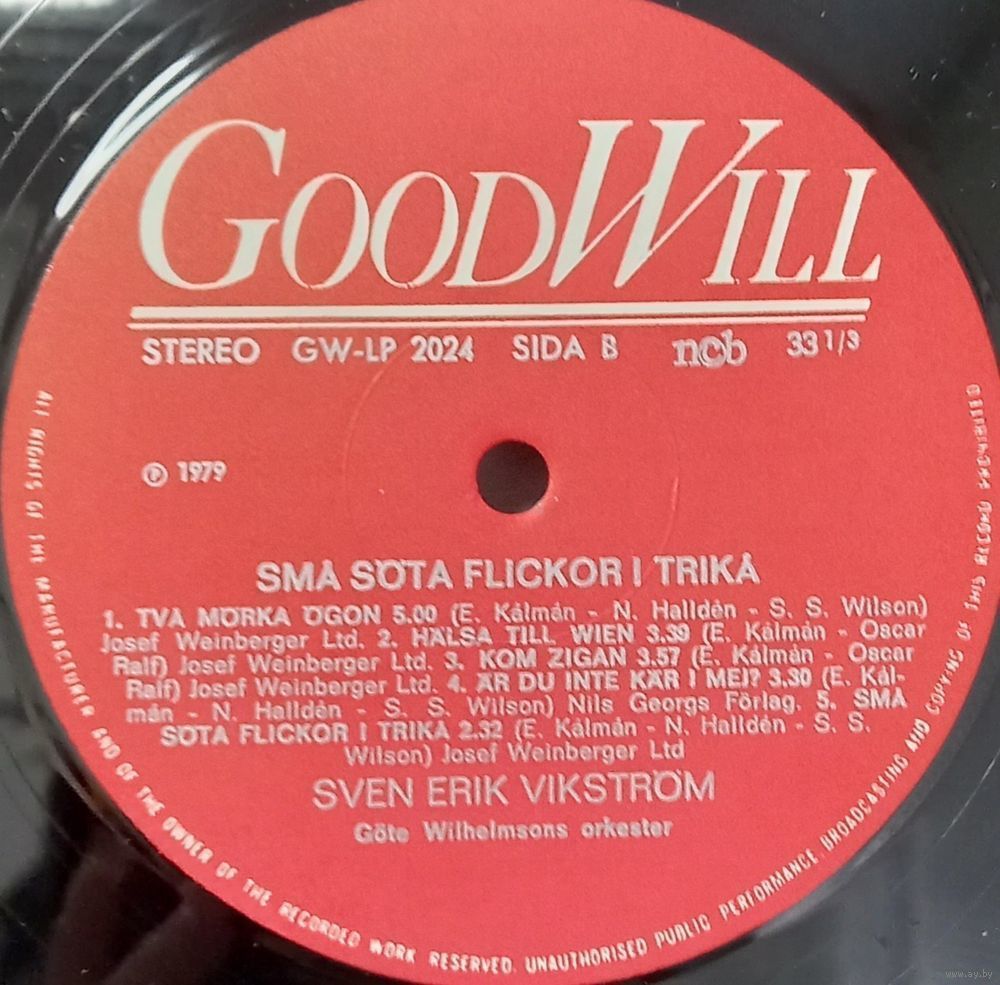 GOODWILL
STEREO GW-LP 2024 SIDA B ncb 33 1/3
℗ 1979
SMÅ SÖTA FLICKOR I TRIKÅ
1. TVÅ MÖRKA ÖGON 5.00 (E. Kálmán - N. Halldén - S. S. Wilson)
Josef Weinberger Ltd. 2. HÄLSA TILL WIEN 3.39 (E. Kálmán - Oscar
Ralf) Josef Weinberger Ltd. 3. KOM ZIGAN 3.57 (E. Kálmán - Oscar
Ralf) Josef Weinberger Ltd. 4. ÄR DU INTE KÄR I MEJ? 3.30 (E. Kál-
mán - N. Halldén - S. S. Wilson) Nils Georgs Förlag. 5. SMÅ
SÖTA FLICKOR I TRIKÅ 2.32 (E. Kálmán - N. Halldén - S. S.
Wilson) Josef Weinberger Ltd
SVEN ERIK VIKSTRÖM
Göte Wilhelmsons orkester
ALL RIGHTS OF THE MANUFACTURER AND OF THE OWNER OF THE RECORDED WORK RESERVED. UNAUTHORISED PUBLIC PERFORMANCE BROADCASTING AND COPYING OF THIS RECORD PROHIBITED
www.ay.by